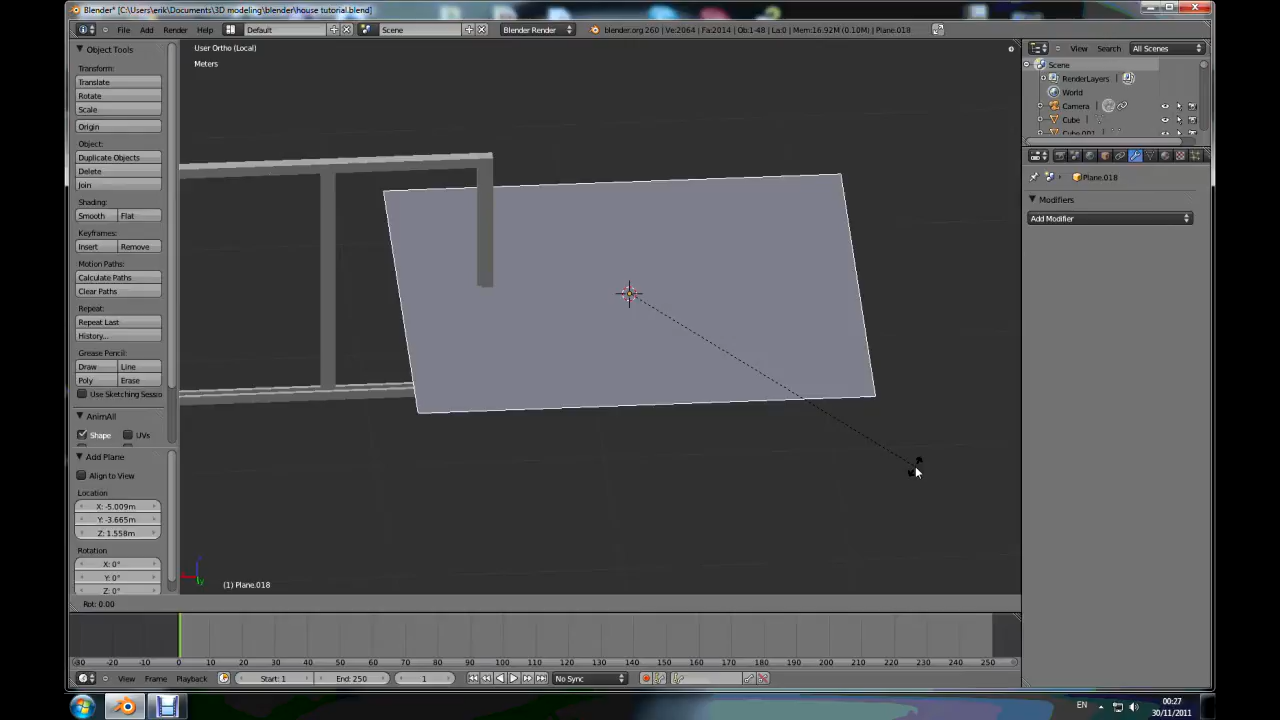 Blender* [C:\Users\erik\Documents\3D modeling\blender\house tutorial.blend]
File Add Render Help Default Scene Blender Render blender.org 260 | Ve:2064 | Fa:2014 | Ob:1-48 | La:0 | Mem:16.92M (0.10M) | Plane.018
Object Tools
Transform:
Translate
Rotate
Scale
Origin
Object:
Duplicate Objects
Delete
Join
Shading:
Smooth Flat
Keyframes:
Insert Remove
Motion Paths:
Calculate Paths
Clear Paths
Repeat:
Repeat Last
History...
Grease Pencil:
Draw Line
Poly Erase
Use Sketching Sessio
AnimAll
Shape UVs
Add Plane
Align to View
Location
X: -5.009m
Y: -3.665m
Z: 1.558m
Rotation
X: 0°
Y: 0°
Z: 0°
User Ortho (Local)
Meters
(1) Plane.018
Rot: 0.00
View Search All Scenes
Scene
RenderLayers
World
Camera
Cube
Cube.001
Plane.018
Modifiers
Add Modifier
-30 -20 -10 0 10 20 30 40 50 60 70 80 90 100 110 120 130 140 150 160 170 180 190 200 210 220 230 240 250
View Frame Playback Start: 1 End: 250 1 No Sync
EN 00:27
30/11/2011